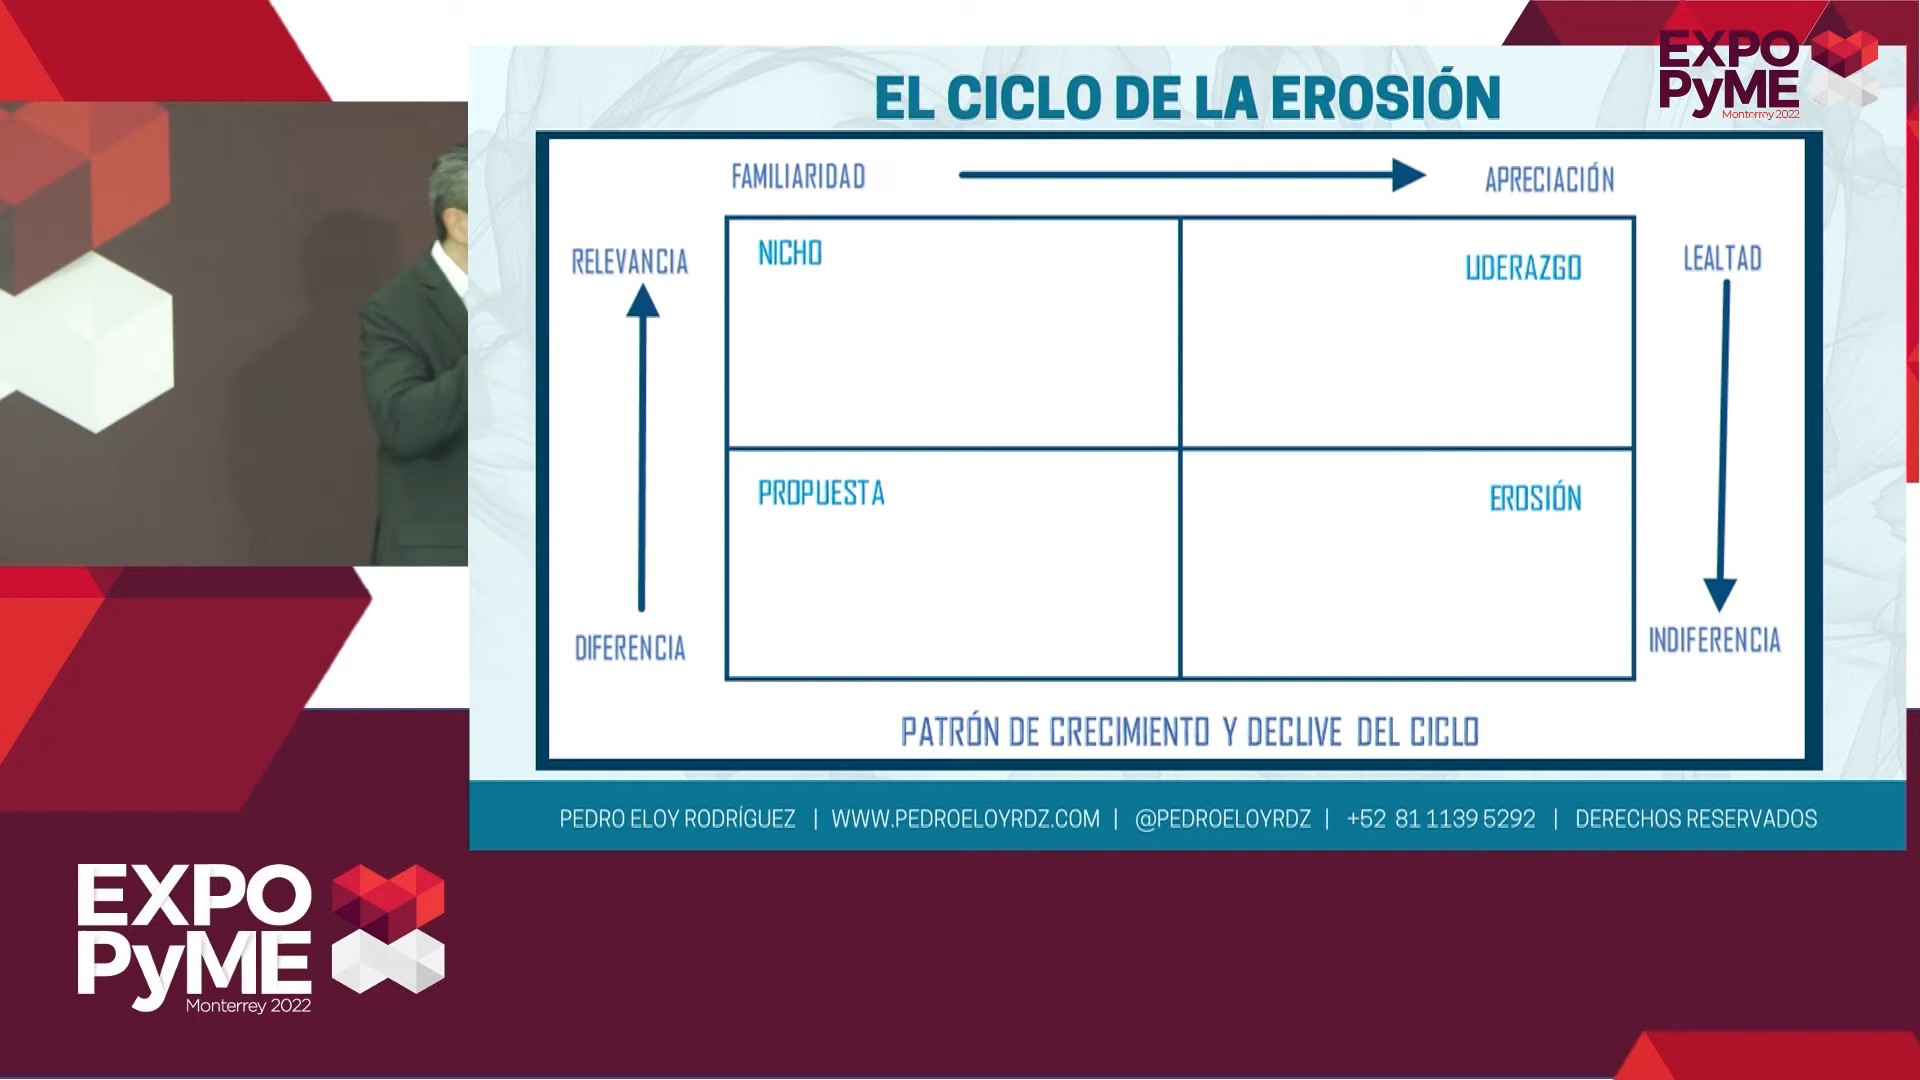 EL CICLO DE LA EROSIÓN
EXPO
PyME
Monterrey 2022
FAMILIARIDAD
APRECIACIÓN
RELEVANCIA
NICHO
LIDERAZGO
LEALTAD
PROPUESTA
EROSIÓN
DIFERENCIA
INDIFERENCIA
PATRÓN DE CRECIMIENTO Y DECLIVE DEL CICLO
PEDRO ELOY RODRÍGUEZ | WWW.PEDROELOYRDZ.COM | @PEDROELOYRDZ | +52 81 1139 5292 | DERECHOS RESERVADOS
EXPO
PyME
Monterrey 2022